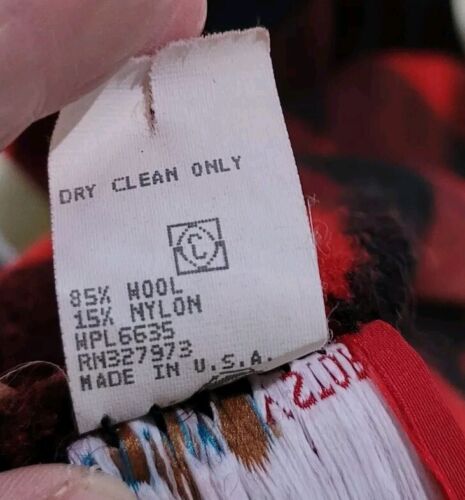 DRY CLEAN ONLY
C
85% WOOL
15% NYLON
WPL6635
RN327973
MADE IN U.S.A.